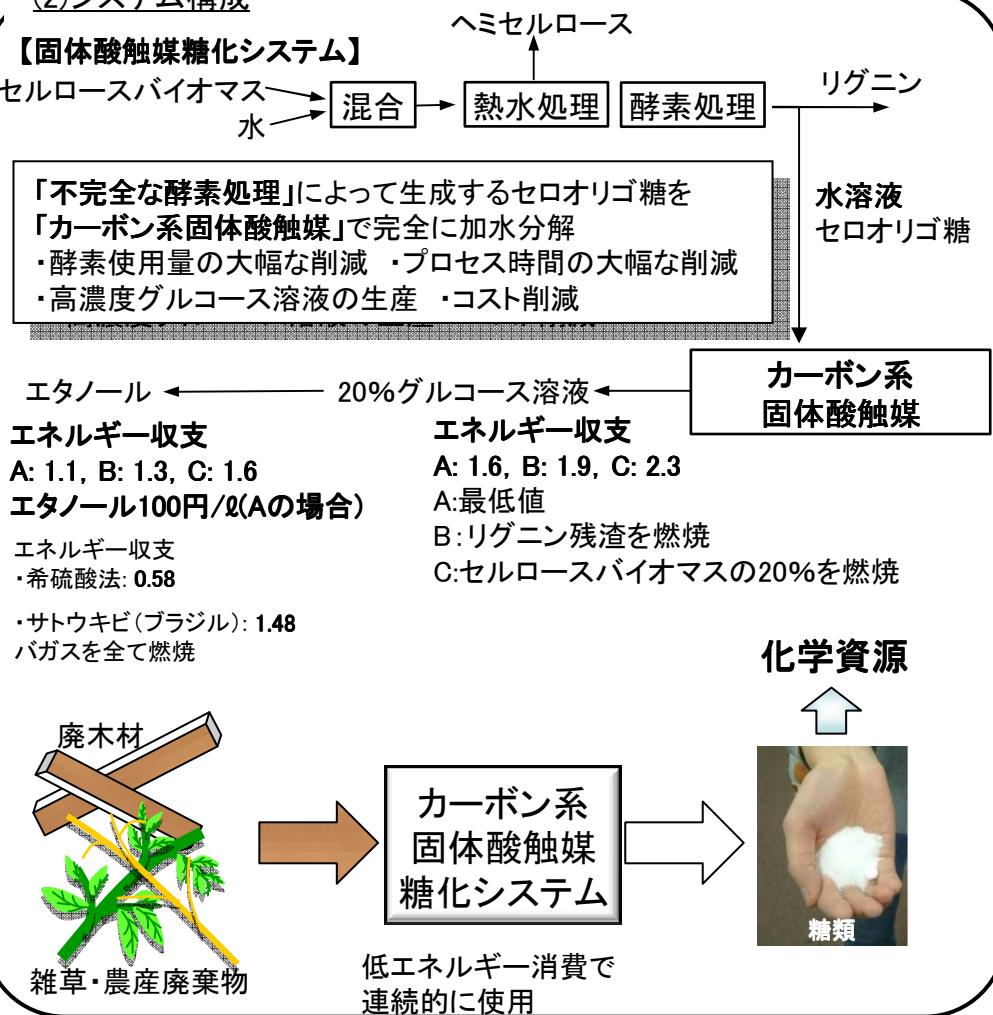 (2)システム構成
【固体酸触媒糖化システム】
ヘミセルロース
セルロースバイオマス
水
混合
熱水処理
酵素処理
リグニン
「不完全な酵素処理」によって生成するセロオリゴ糖を
「カーボン系固体酸触媒」で完全に加水分解
・酵素使用量の大幅な削減 ・プロセス時間の大幅な削減
・高濃度グルコース溶液の生産 ・コスト削減
水溶液
セロオリゴ糖
カーボン系
固体酸触媒
20%グルコース溶液
エタノール
エネルギー収支
A: 1.1, B: 1.3, C: 1.6
エタノール100円/ℓ(Aの場合)
エネルギー収支
・希硫酸法: 0.58
・サトウキビ(ブラジル): 1.48
バガスを全て燃焼
エネルギー収支
A: 1.6, B: 1.9, C: 2.3
A:最低値
B:リグニン残渣を燃焼
C:セルロースバイオマスの20%を燃焼
化学資源
廃木材
カーボン系
固体酸触媒
糖化システム
糖類
雑草・農産廃棄物
低エネルギー消費で
連続的に使用